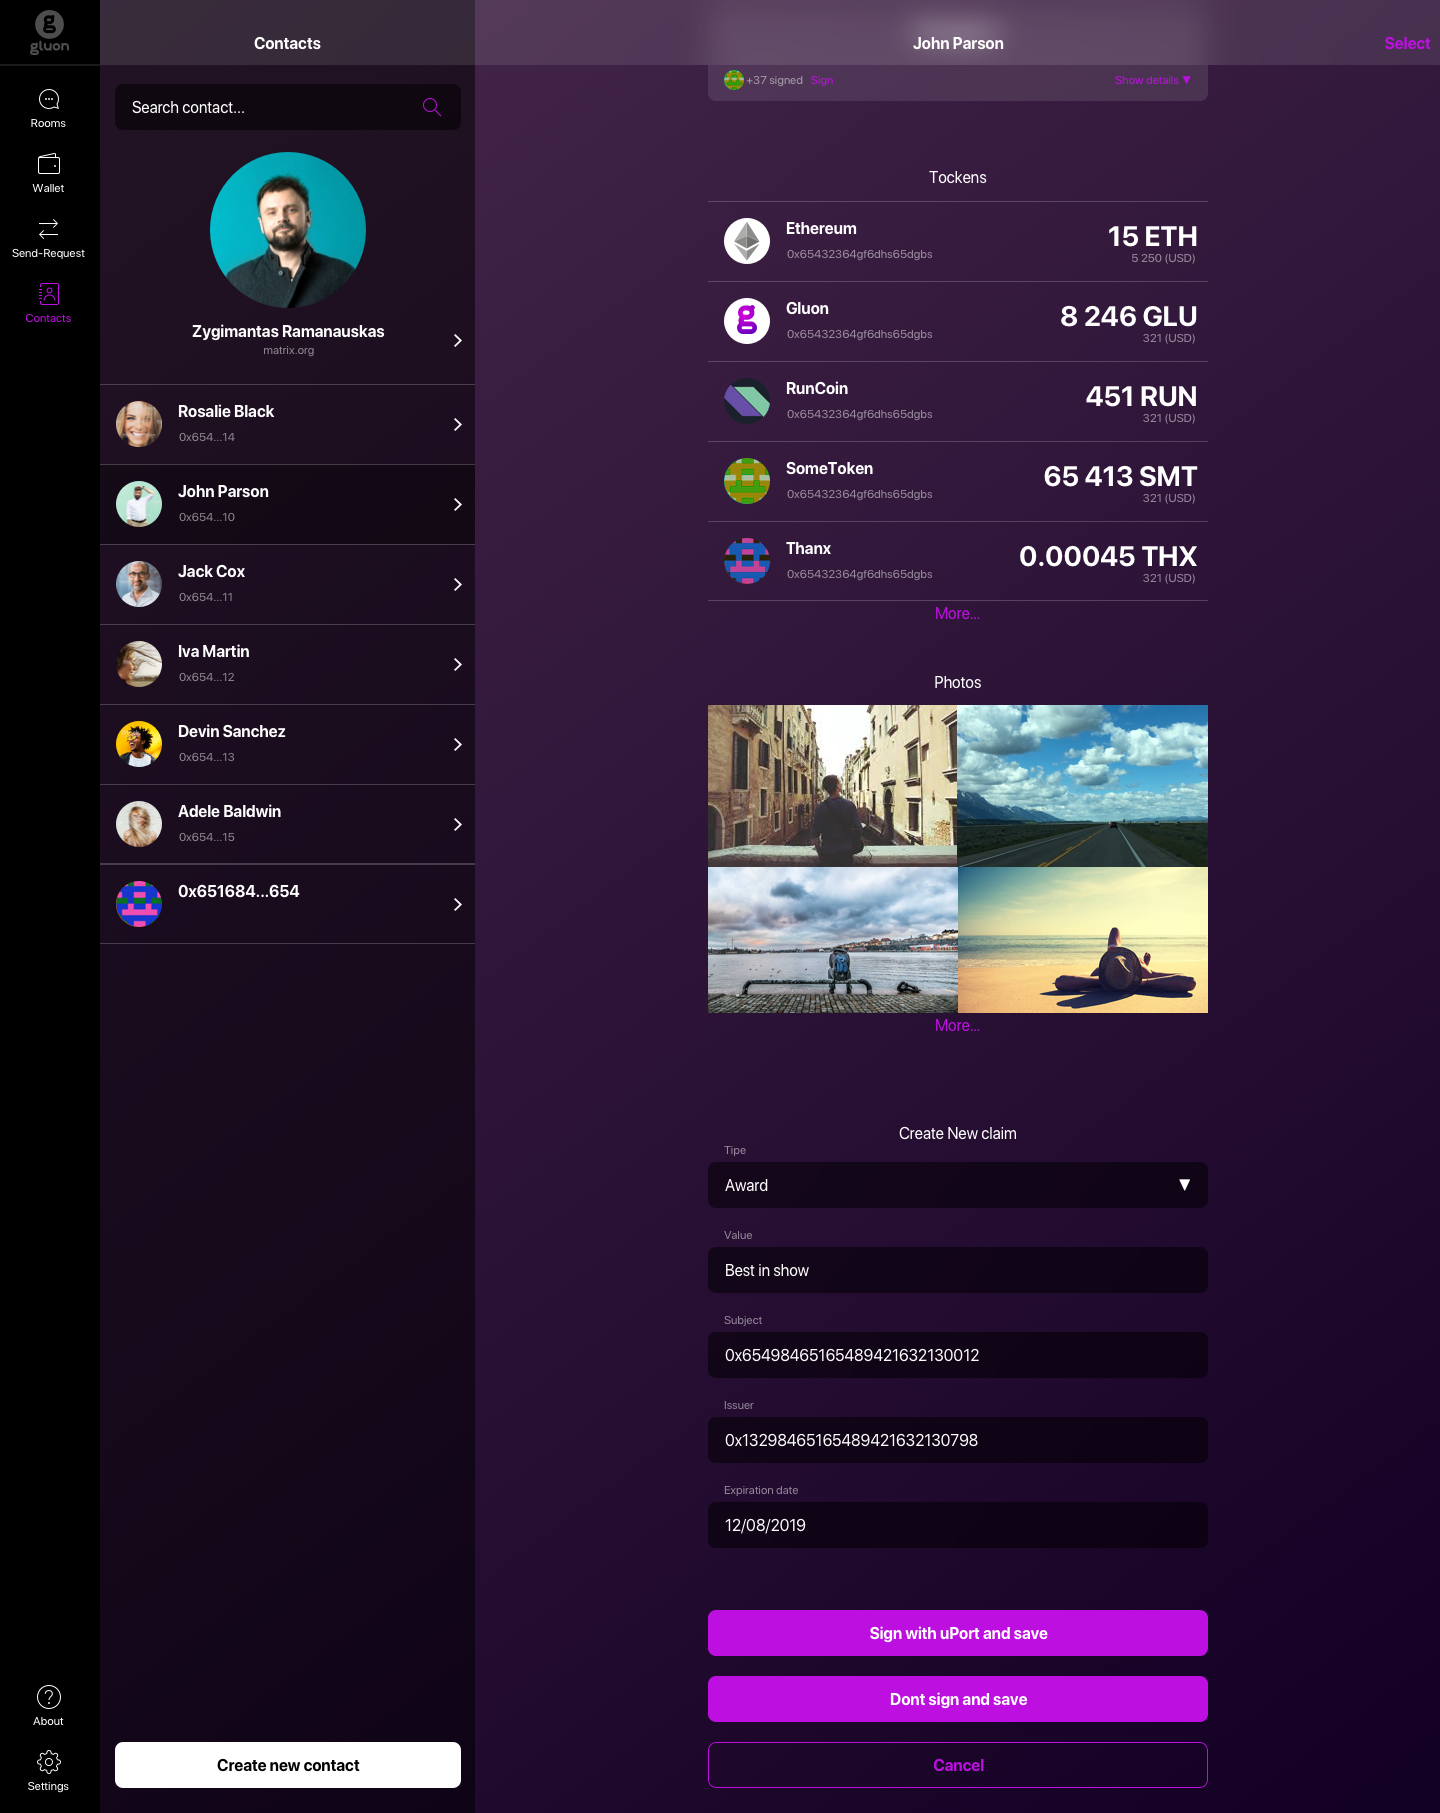 gluon
Rooms
Wallet
Send-Request
Contacts
About
Settings
Contacts
Search contact...
Zygimantas Ramanauskas
matrix.org
Rosalie Black
0x654...14
John Parson
0x654...10
Jack Cox
0x654...11
Iva Martin
0x654...12
Devin Sanchez
0x654...13
Adele Baldwin
0x654...15
0x651684...654
Create new contact
John Parson
Select
+37 signed Sign Show details ▼
Tockens
Ethereum 15 ETH
0x65432364gf6dhs65dgbs 5 250 (USD)
Gluon 8 246 GLU
0x65432364gf6dhs65dgbs 321 (USD)
RunCoin 451 RUN
0x65432364gf6dhs65dgbs 321 (USD)
SomeToken 65 413 SMT
0x65432364gf6dhs65dgbs 321 (USD)
Thanx 0.00045 THX
0x65432364gf6dhs65dgbs 321 (USD)
More...
Photos
More...
Create New claim
Tipe
Award ▼
Value
Best in show
Subject
0x65498465165489421632130012
Issuer
0x13298465165489421632130798
Expiration date
12/08/2019
Sign with uPort and save
Dont sign and save
Cancel